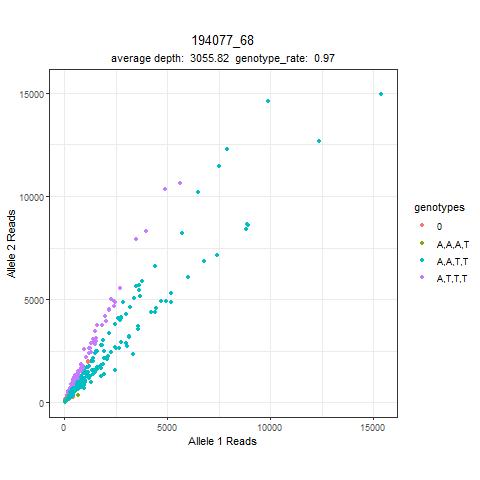 194077_68
average depth:  3055.82  genotype_rate:  0.97
15000
10000
5000
0
Allele 2 Reads
0
5000
10000
15000
Allele 1 Reads
genotypes
0
A,A,A,T
A,A,T,T
A,T,T,T